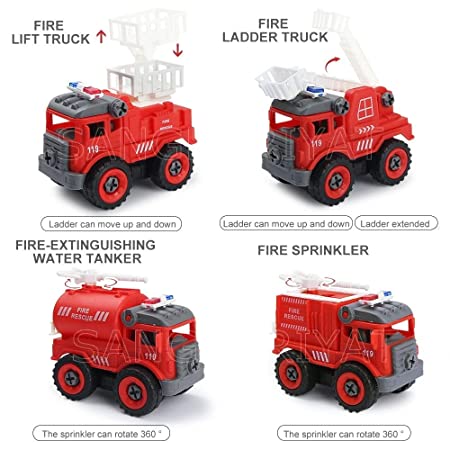 FIRE
LIFT TRUCK
FIRE
LADDER TRUCK
FIRE
RESCUE
119
119
Ladder can move up and down
Ladder can move up and down
Ladder extended
FIRE-EXTINGUISHING
WATER TANKER
FIRE SPRINKLER
FIRE
RESCUE
119
FIRE
RESCUE
119
The sprinkler can rotate 360 °
The sprinkler can rotate 360 °